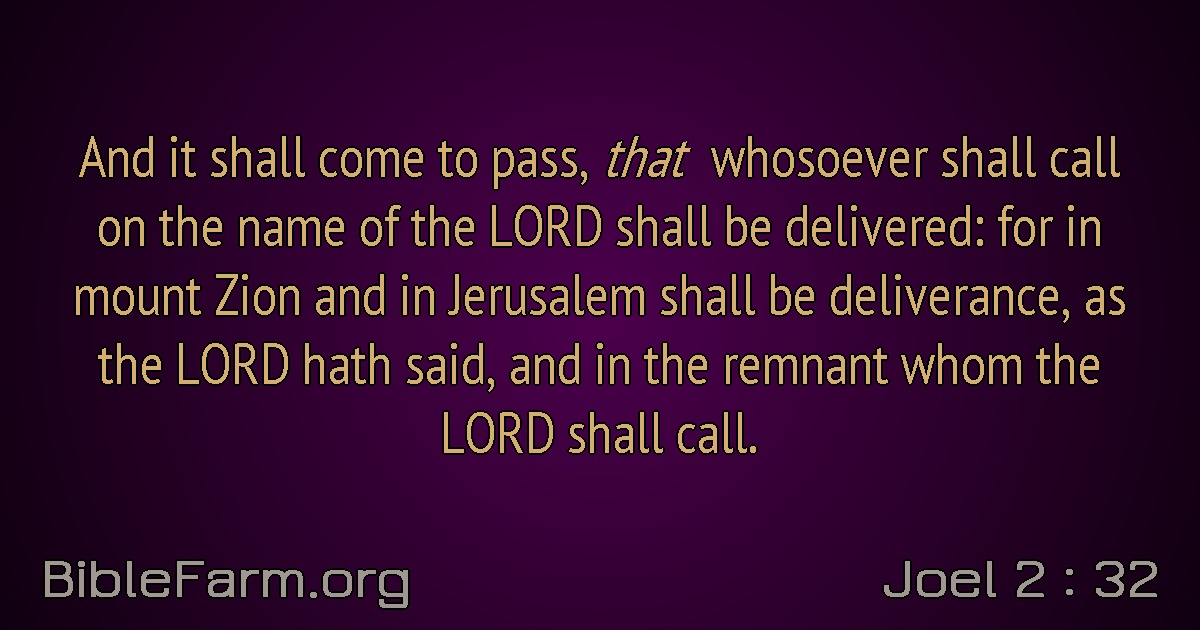 And it shall come to pass, that whosoever shall call
on the name of the LORD shall be delivered: for in
mount Zion and in Jerusalem shall be deliverance, as
the LORD hath said, and in the remnant whom the
LORD shall call.
BibleFarm.org
Joel 2 : 32